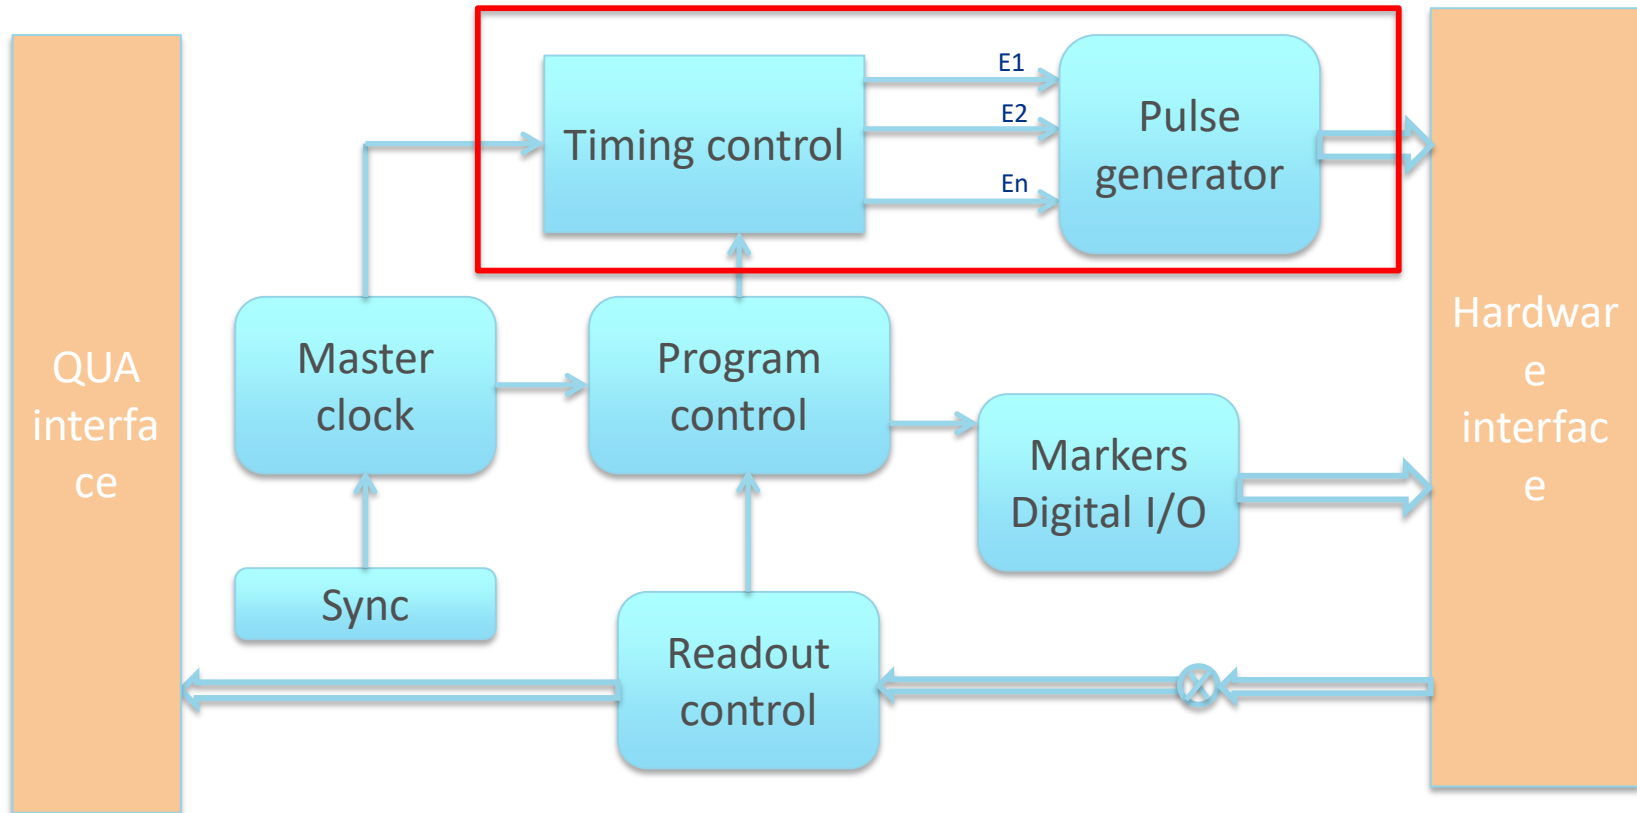 E1
E2
En
Timing control
Pulse
generator
QUA
interfa
ce
Master
clock
Program
control
Hardwar
e
interfac
e
Markers
Digital I/O
Sync
Readout
control